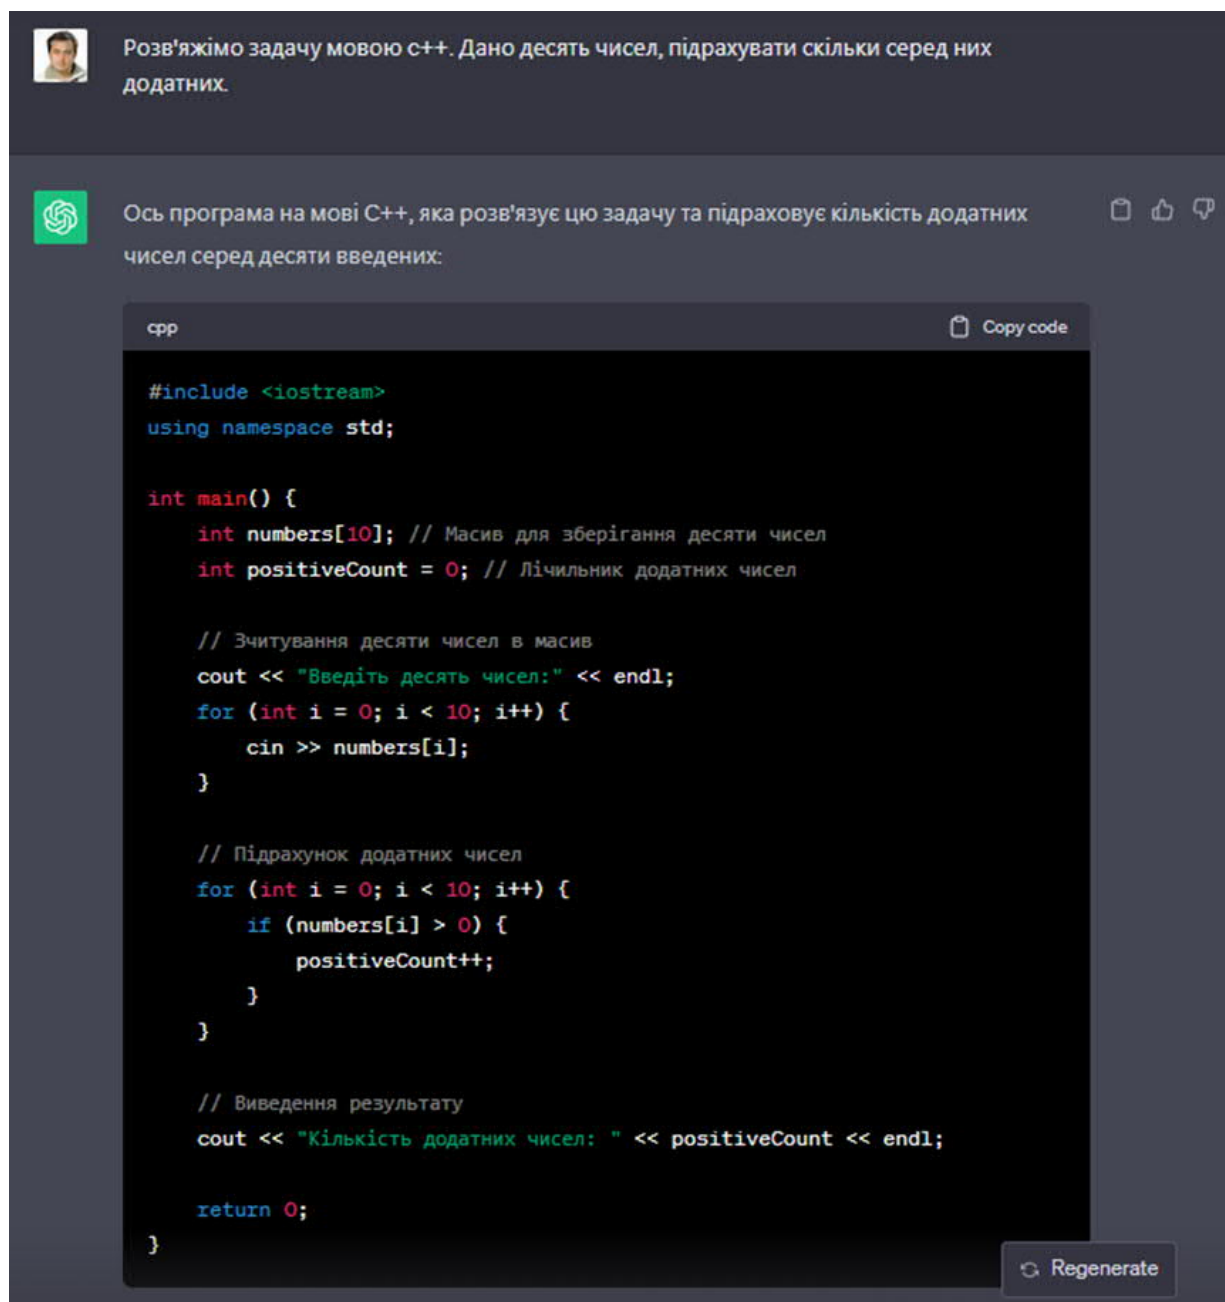 Розв'яжімо задачу мовою с++. Дано десять чисел, підрахувати скільки серед них
додатних.
Ось програма на мові C++, яка розв'язує цю задачу та підраховує кількість додатних
чисел серед десяти введених:
cpp Copy code
#include <iostream>
using namespace std;
int main() {
int numbers[10]; // Масив для зберігання десяти чисел
int positiveCount = 0; // Лічильник додатних чисел
// Зчитування десяти чисел в масив
cout << "Введіть десять чисел:" << endl;
for (int i = 0; i < 10; i++) {
cin >> numbers[i];
}
// Підрахунок додатних чисел
for (int i = 0; i < 10; i++) {
if (numbers[i] > 0) {
positiveCount++;
}
}
// Виведення результату
cout << "Кількість додатних чисел: " << positiveCount << endl;
return 0;
}
Regenerate